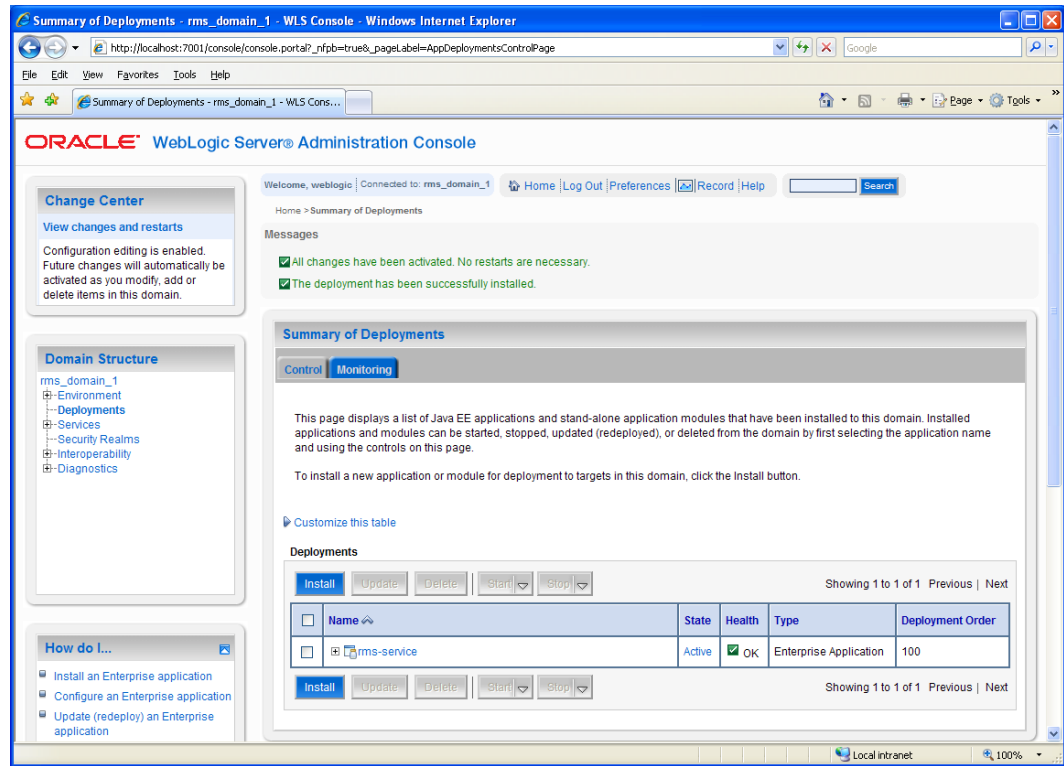 Summary of Deployments - rms_domain_1 - WLS Console - Windows Internet Explorer
http://localhost:7001/console/console.portal?_nfpb=true&_pageLabel=AppDeploymentsControlPage
Google
File Edit View Favorites Tools Help
Summary of Deployments - rms_domain_1 - WLS Cons...
Page Tools
ORACLE WebLogic Server® Administration Console
Change Center
View changes and restarts
Configuration editing is enabled.
Future changes will automatically be
activated as you modify, add or
delete items in this domain.
Domain Structure
rms_domain_1
Environment
Deployments
Services
Security Realms
Interoperability
Diagnostics
How do I...
Install an Enterprise application
Configure an Enterprise application
Update (redeploy) an Enterprise
application
Welcome, weblogic Connected to: rms_domain_1 Home Log Out Preferences Record Help Search
Home > Summary of Deployments
Messages
All changes have been activated. No restarts are necessary.
The deployment has been successfully installed.
Summary of Deployments
Control Monitoring
This page displays a list of Java EE applications and stand-alone application modules that have been installed to this domain. Installed
applications and modules can be started, stopped, updated (redeployed), or deleted from the domain by first selecting the application name
and using the controls on this page.
To install a new application or module for deployment to targets in this domain, click the Install button.
Customize this table
Deployments
Install Update Delete Start Stop Showing 1 to 1 of 1 Previous | Next
Name State Health Type Deployment Order
rms-service Active OK Enterprise Application 100
Install Update Delete Start Stop Showing 1 to 1 of 1 Previous | Next
Local intranet 100%